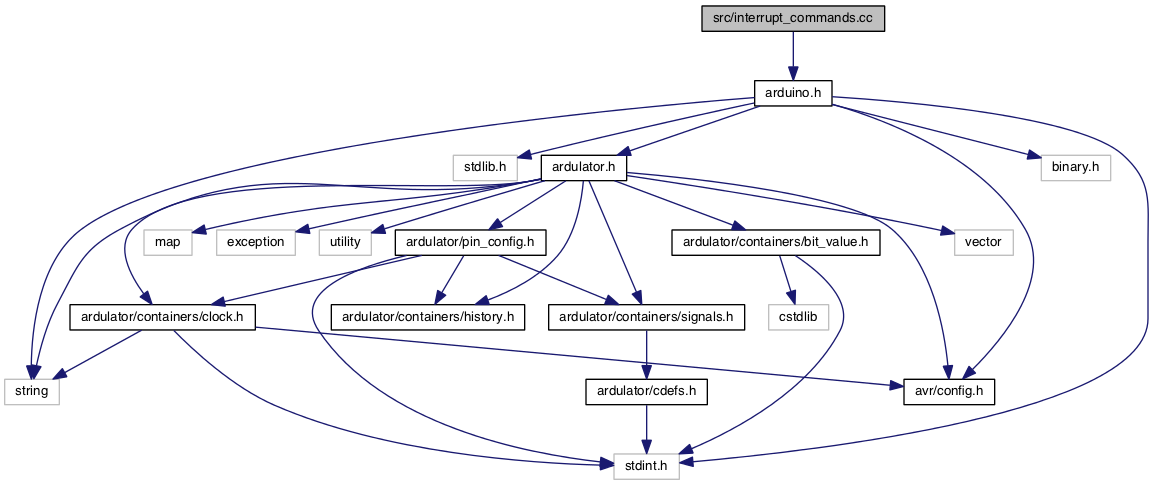 src/interrupt_commands.cc
arduino.h
stdlib.h
ardulator.h
binary.h
map
exception
utility
ardulator/pin_config.h
ardulator/containers/bit_value.h
vector
ardulator/containers/clock.h
ardulator/containers/history.h
ardulator/containers/signals.h
cstdlib
string
ardulator/cdefs.h
avr/config.h
stdint.h